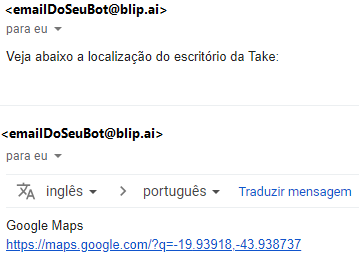 <emailDoSeuBot@blip.ai>
para eu
Veja abaixo a localização do escritório da Take:
<emailDoSeuBot@blip.ai>
para eu
inglês > português Traduzir mensagem
Google Maps
https://maps.google.com/?q=-19.93918,-43.938737